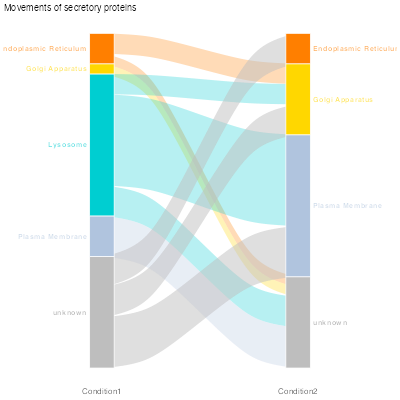 Movements of secretory proteins
ndoplasmic Reticulum
Endoplasmic Reticulu
Golgi Apparatus
Golgi Apparatus
Lysosome
Plasma Membrane
Plasma Membrane
unknown
unknown
Condition1
Condition2